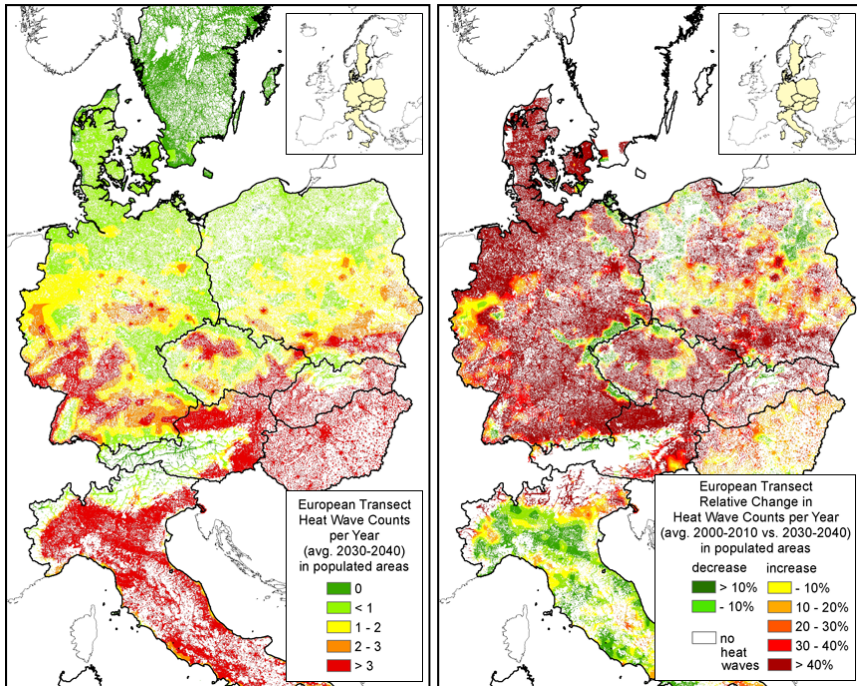 European Transect
Heat Wave Counts
per Year
(avg. 2030-2040)
in populated areas
0
< 1
1 - 2
2 - 3
> 3
European Transect
Relative Change in
Heat Wave Counts per Year
(avg. 2000-2010 vs. 2030-2040)
in populated areas
decrease increase
> 10% - 10%
- 10% 10 - 20%
20 - 30%
no heat waves 30 - 40%
> 40%